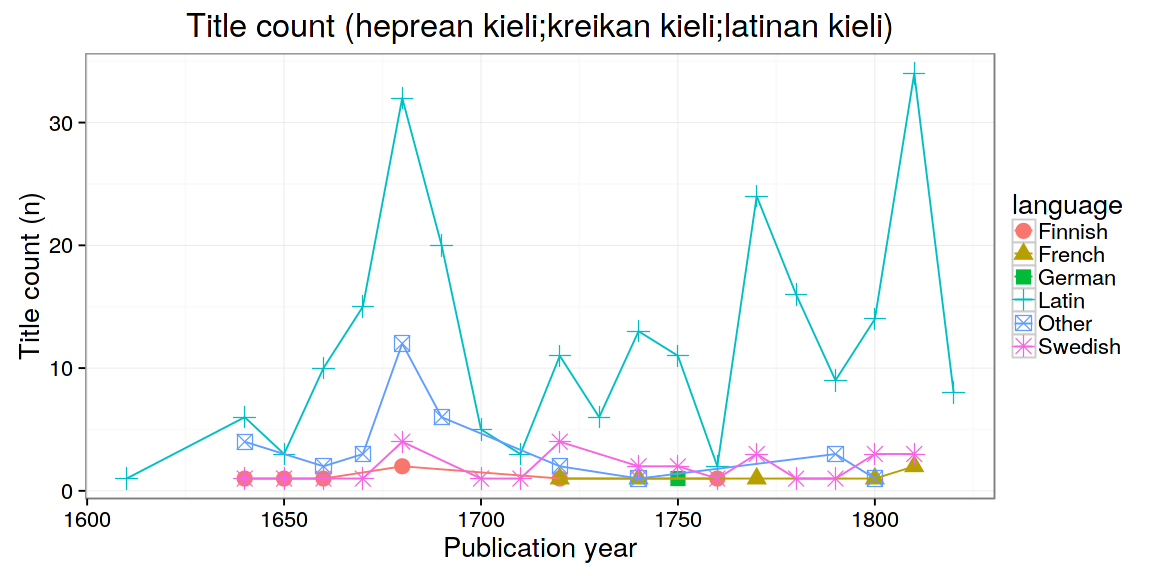 Title count (heprean kieli;kreikan kieli;latinan kieli)
Title count (n)
30
20
10
0
1600 1650 1700 1750 1800
Publication year
language
Finnish
French
German
Latin
Other
Swedish